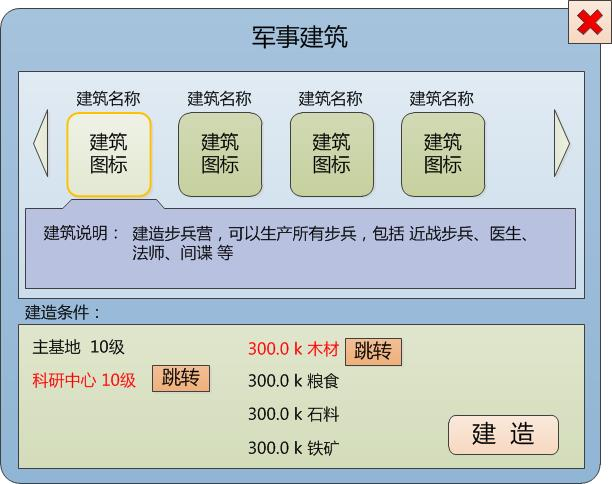 军事建筑
建筑名称 建筑名称 建筑名称 建筑名称
建筑 建筑 建筑 建筑
图标 图标 图标 图标
建筑说明： 建造步兵营，可以生产所有步兵，包括 近战步兵、医生、
法师、间谍 等
建造条件：
主基地 10级
科研中心 10级 跳转
300.0 k 木材 跳转
300.0 k 粮食
300.0 k 石料
300.0 k 铁矿
建 造